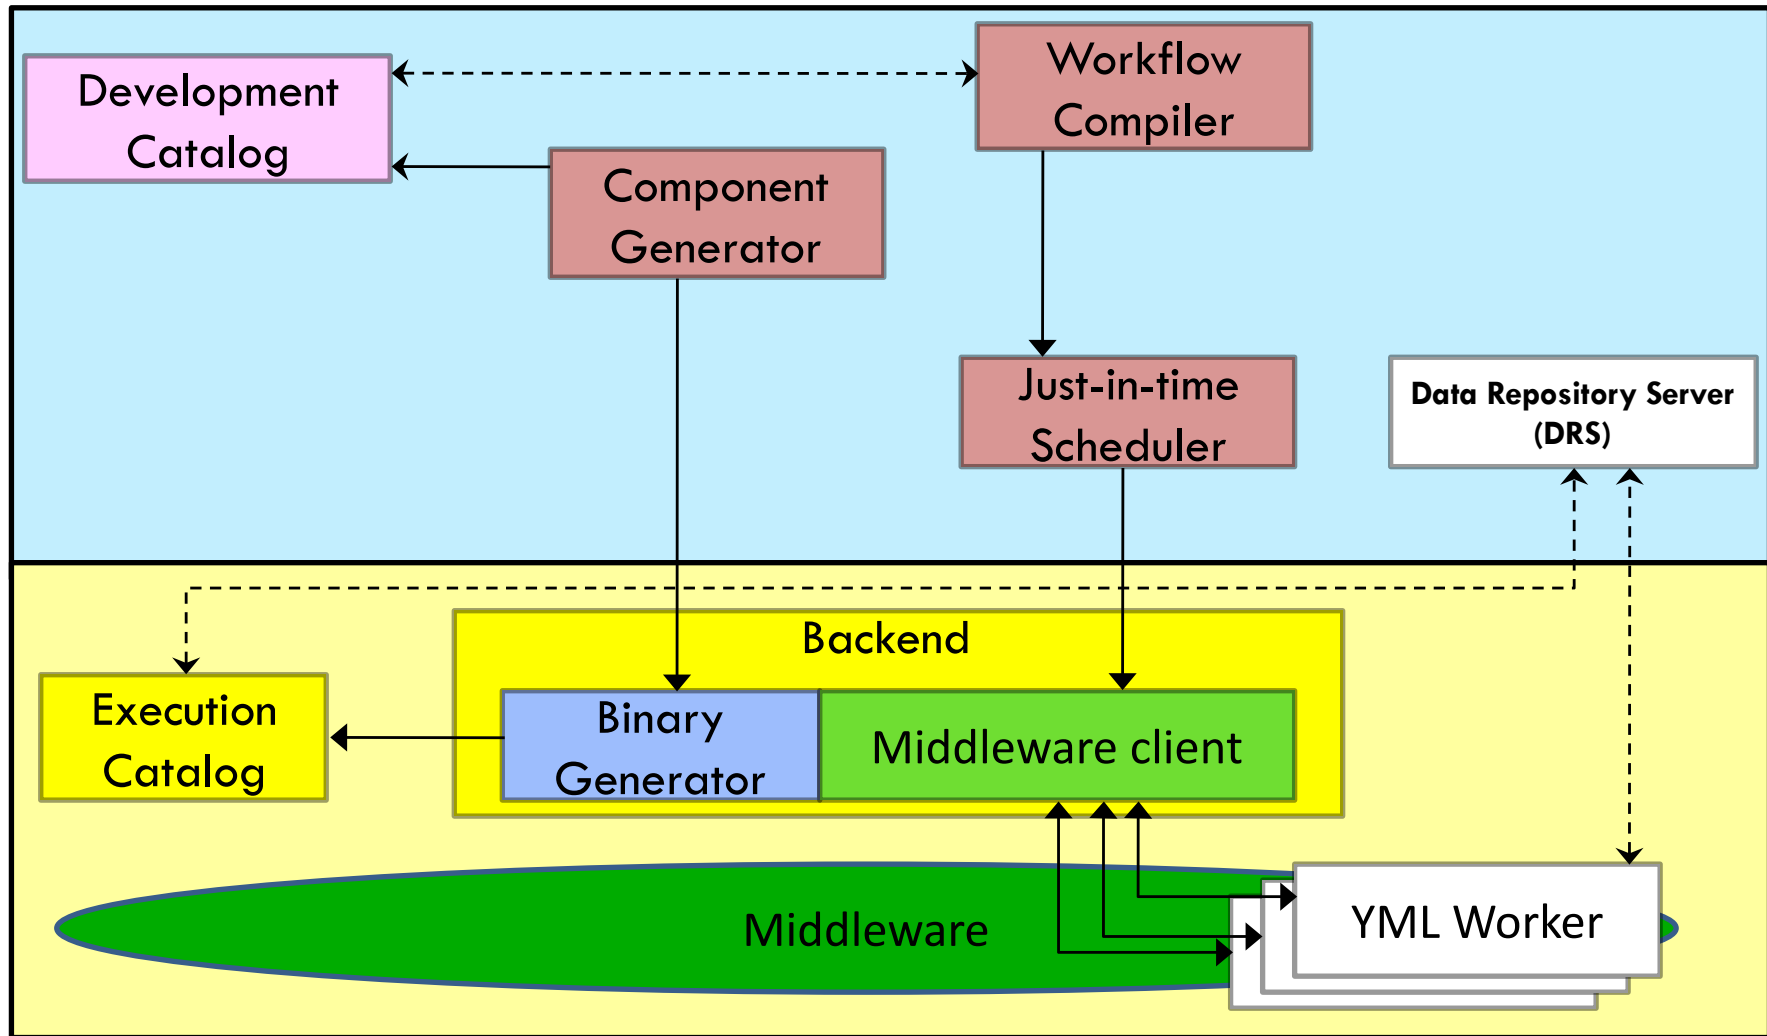 Development
Catalog
Workflow
Compiler
Component
Generator
Just-in-time
Scheduler
Data Repository Server
(DRS)
Backend
Execution
Catalog
Binary
Generator
Middleware client
Middleware
YML Worker